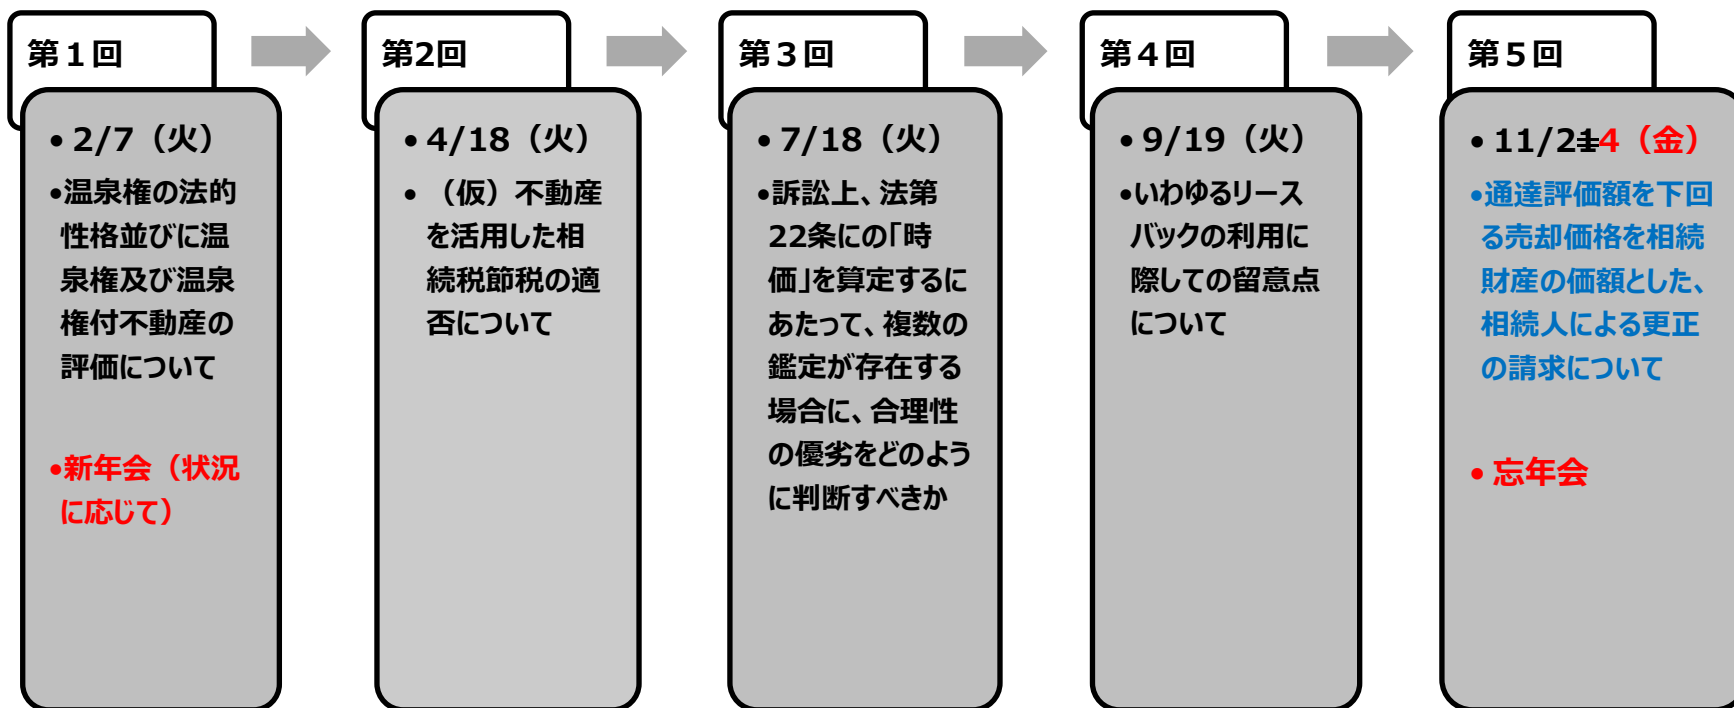 第１回
• 2/7（火）
•温泉権の法的
性格並びに温
泉権及び温泉
権付不動産の
評価について
•新年会（状況
に応じて）
第2回
• 4/18（火）
• （仮）不動産
を活用した相
続税節税の適
否について
第３回
• 7/18（火）
•訴訟上、法第
22条にの「時
価」を算定するに
あたって、複数の
鑑定が存在する
場合に、合理性
の優劣をどのよう
に判断すべきか
第４回
• 9/19（火）
•いわゆるリース
バックの利用に
際しての留意点
について
第５回
• 11/214（金）
•通達評価額を下回
る売却価格を相続
財産の価額とした、
相続人による更正
の請求について
• 忘年会